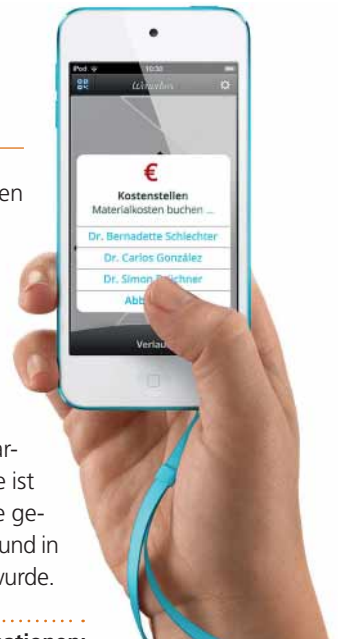 en
iPod
10:30
€
Kostenstellen
Materialkosten buchen ...
Dr. Bernadette Schlechter
Dr. Carlos González
Dr. Simon
Verlau
ar-
e ist
e ge-
und in
vurde.
ationen: